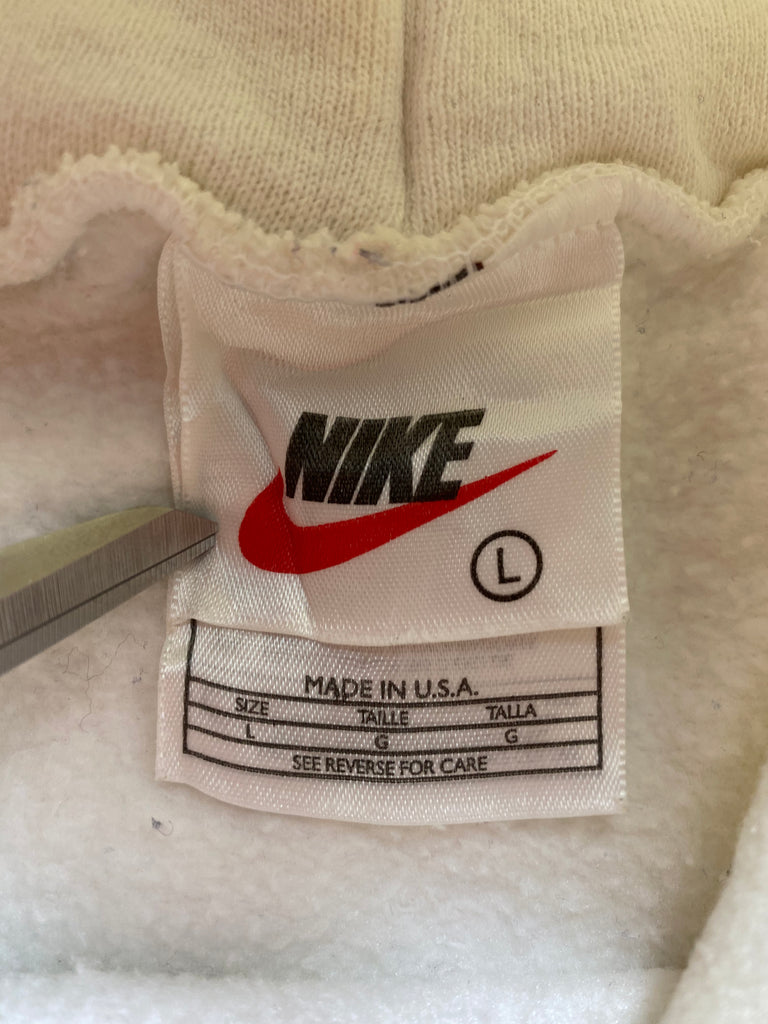 NIKE
L
MADE IN U.S.A.
SIZE TAILLE TALLA
L G G
SEE REVERSE FOR CARE